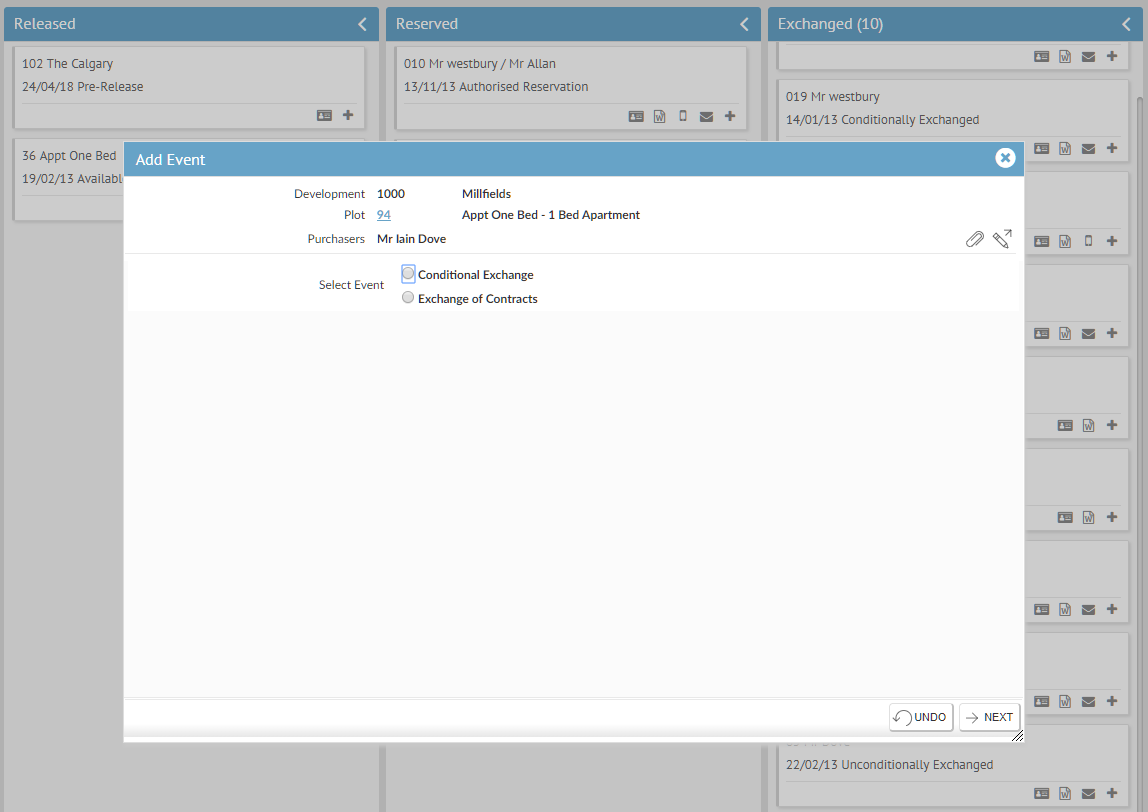 Released
Reserved
Exchanged (10)
102 The Calgary
24/04/18 Pre-Release
010 Mr westbury / Mr Allan
13/11/13 Authorised Reservation
019 Mr westbury
14/01/13 Conditionally Exchanged
36 Appt One Bed
19/02/13
Add Event
Development 1000 Millfields
Plot 94 Appt One Bed - 1 Bed Apartment
Purchasers Mr Iain Dove
Select Event
Conditional Exchange
Exchange of Contracts
UNDO
NEXT
22/02/13 Unconditionally Exchanged